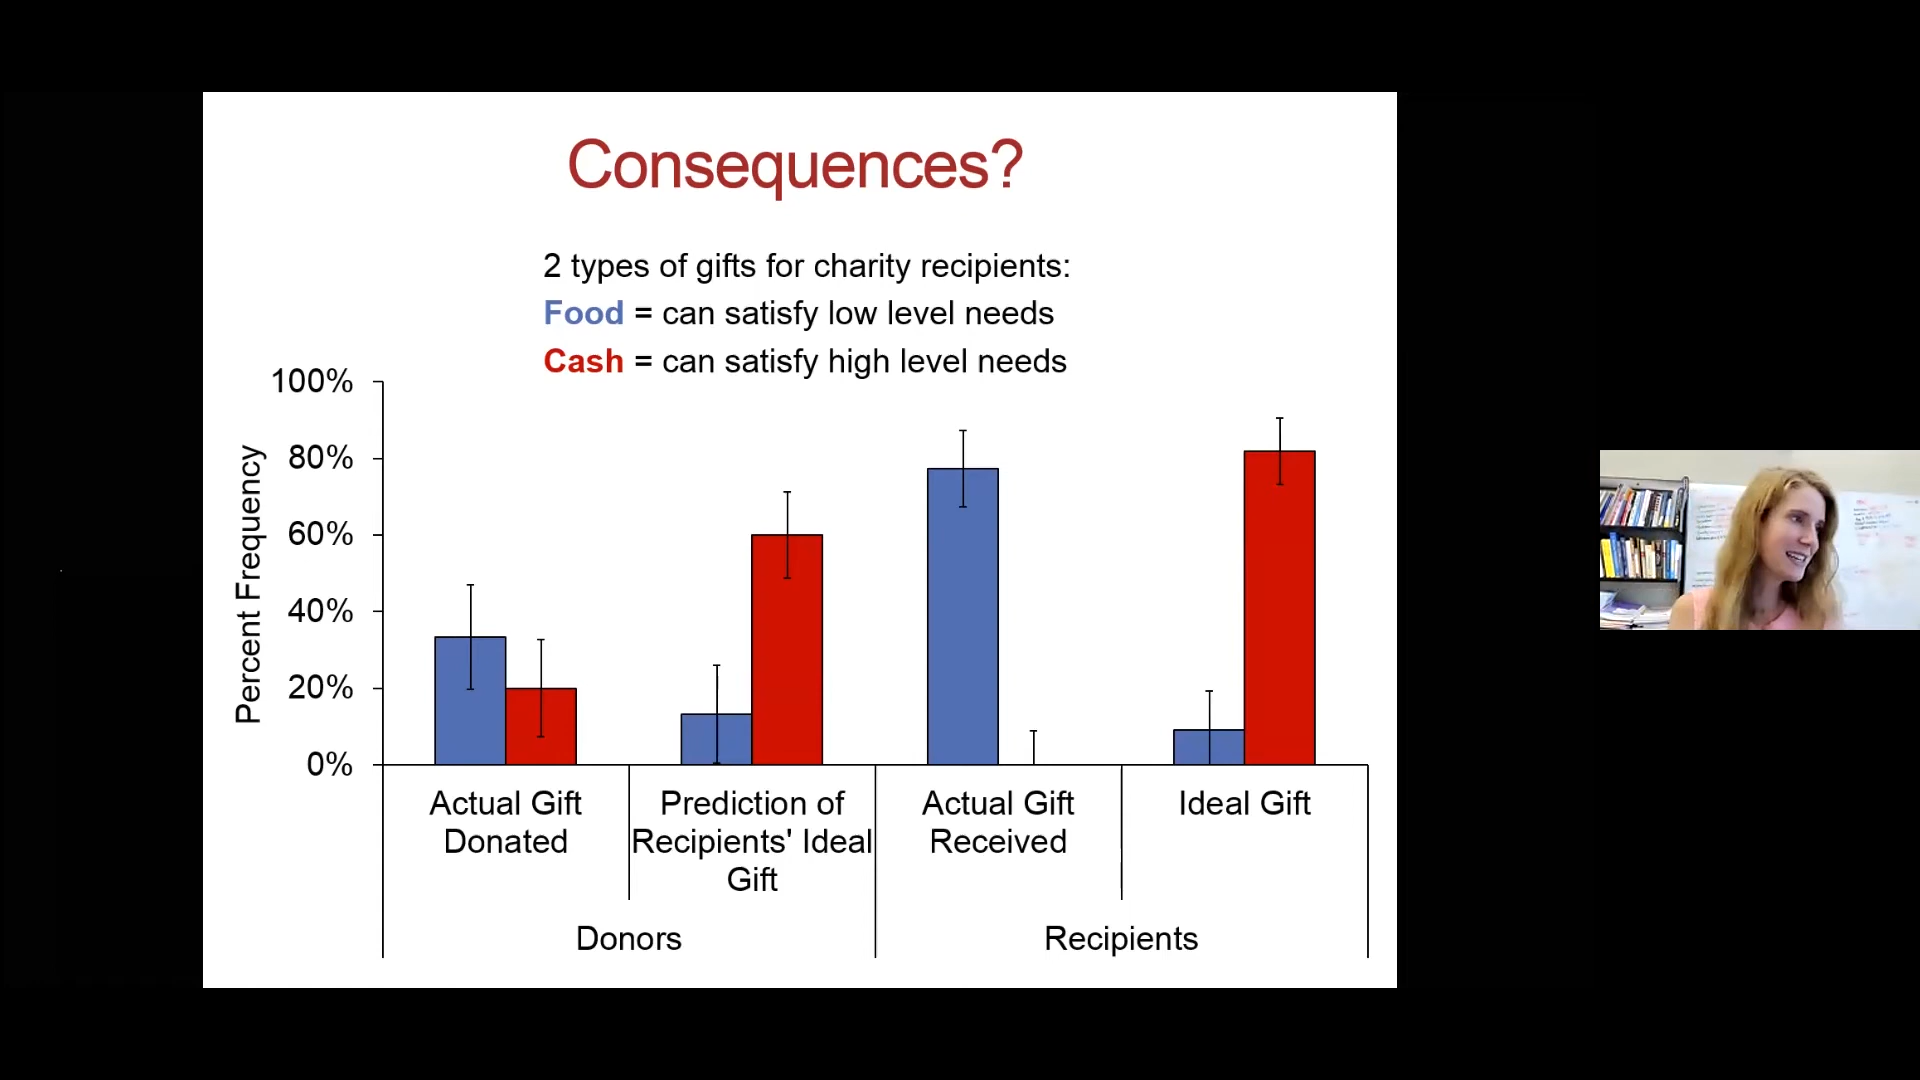 Consequences?
2 types of gifts for charity recipients:
Food = can satisfy low level needs
Cash = can satisfy high level needs
Percent Frequency
100%
80%
60%
40%
20%
0%
Actual Gift
Donated
Prediction of
Recipients' Ideal
Gift
Actual Gift
Received
Ideal Gift
Donors
Recipients